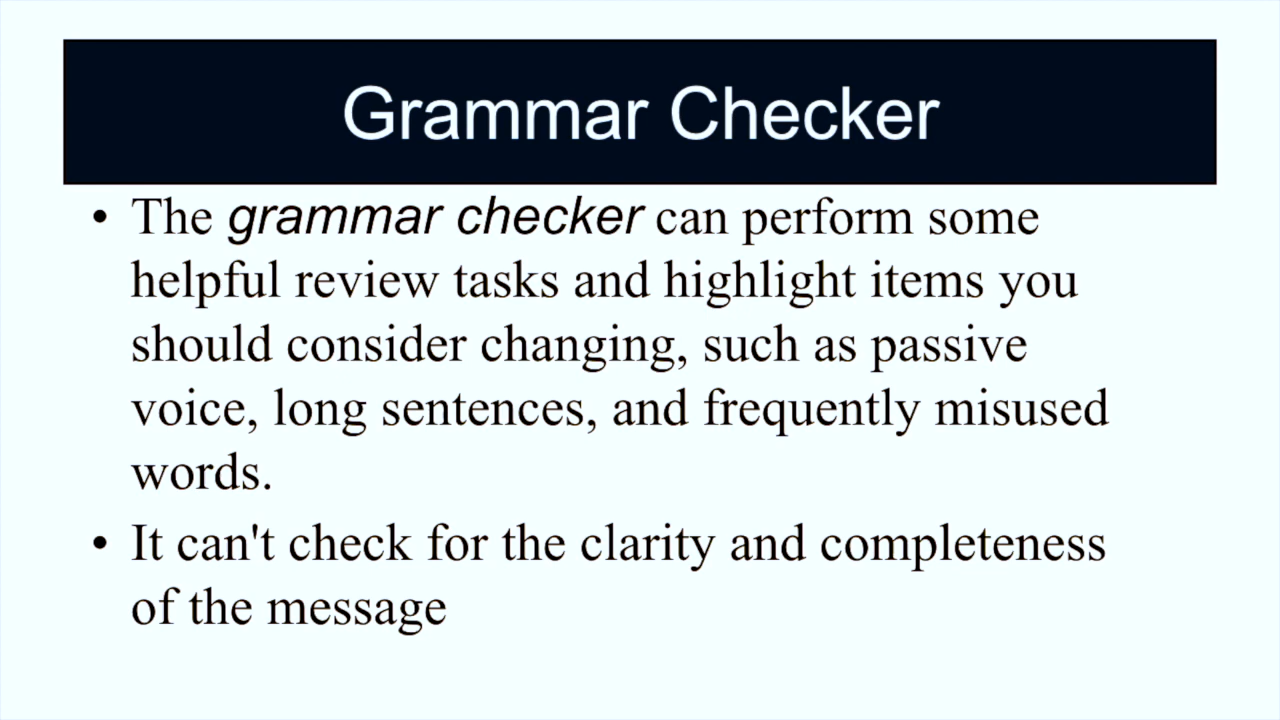 Grammar Checker
• The grammar checker can perform some
helpful review tasks and highlight items you
should consider changing, such as passive
voice, long sentences, and frequently misused
words.
• It can't check for the clarity and completeness
of the message